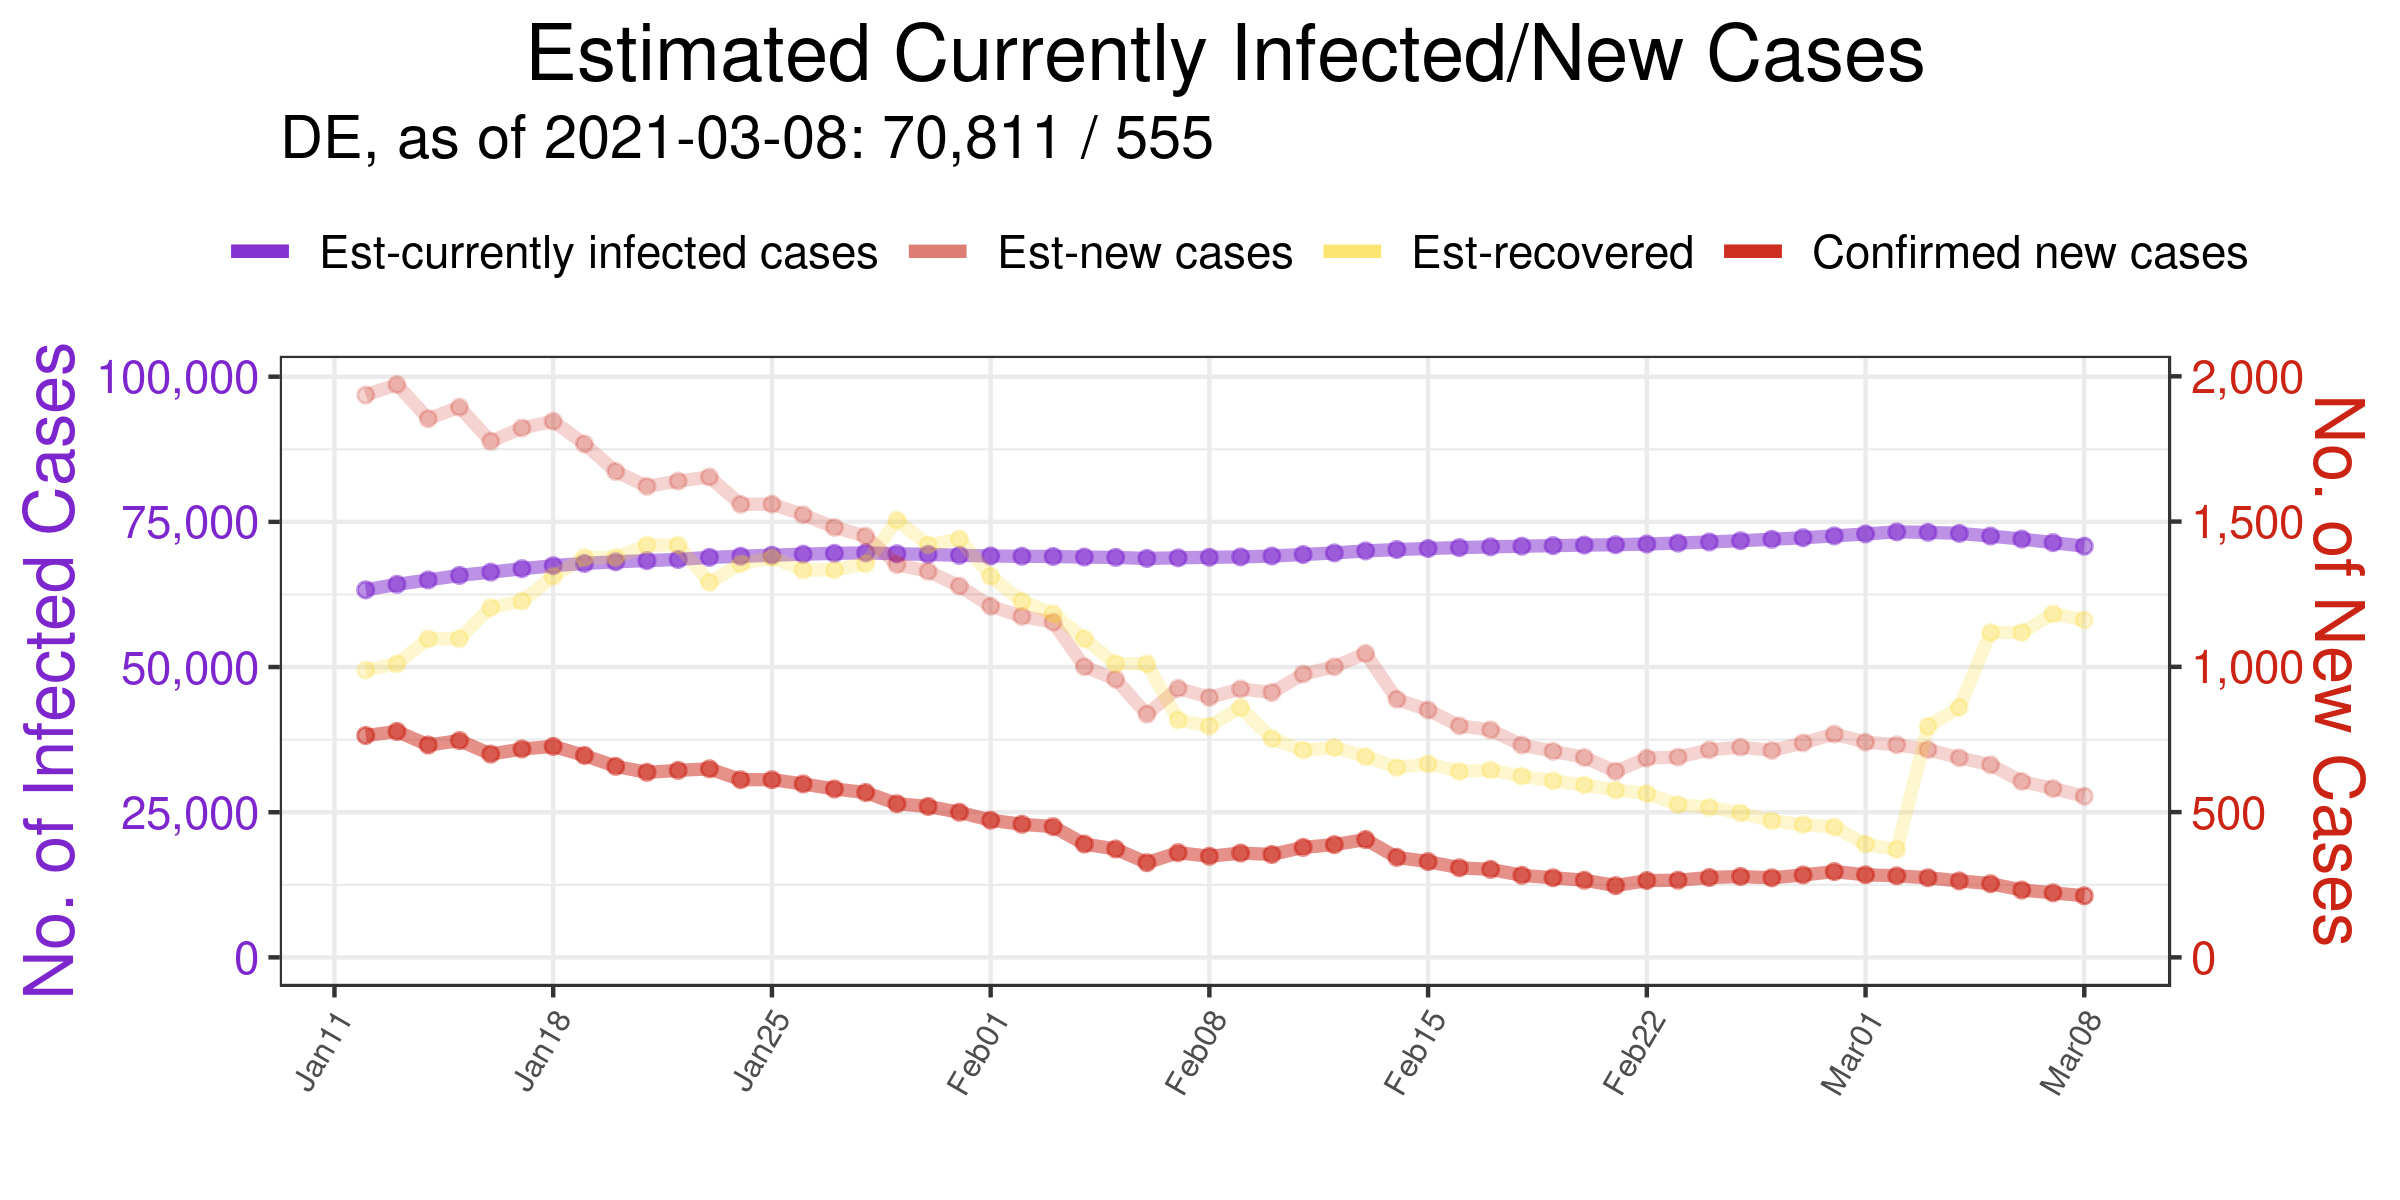 Estimated Currently Infected/New Cases
DE, as of 2021-03-08: 70,811 / 555
Est-currently infected cases
Est-new cases
Est-recovered
Confirmed new cases
No. of Infected Cases
100,000
75,000
50,000
25,000
0
2,000
1,500
1,000
500
0
No. of New Cases
Jan11
Jan18
Jan25
Feb01
Feb08
Feb15
Feb22
Mar01
Mar08